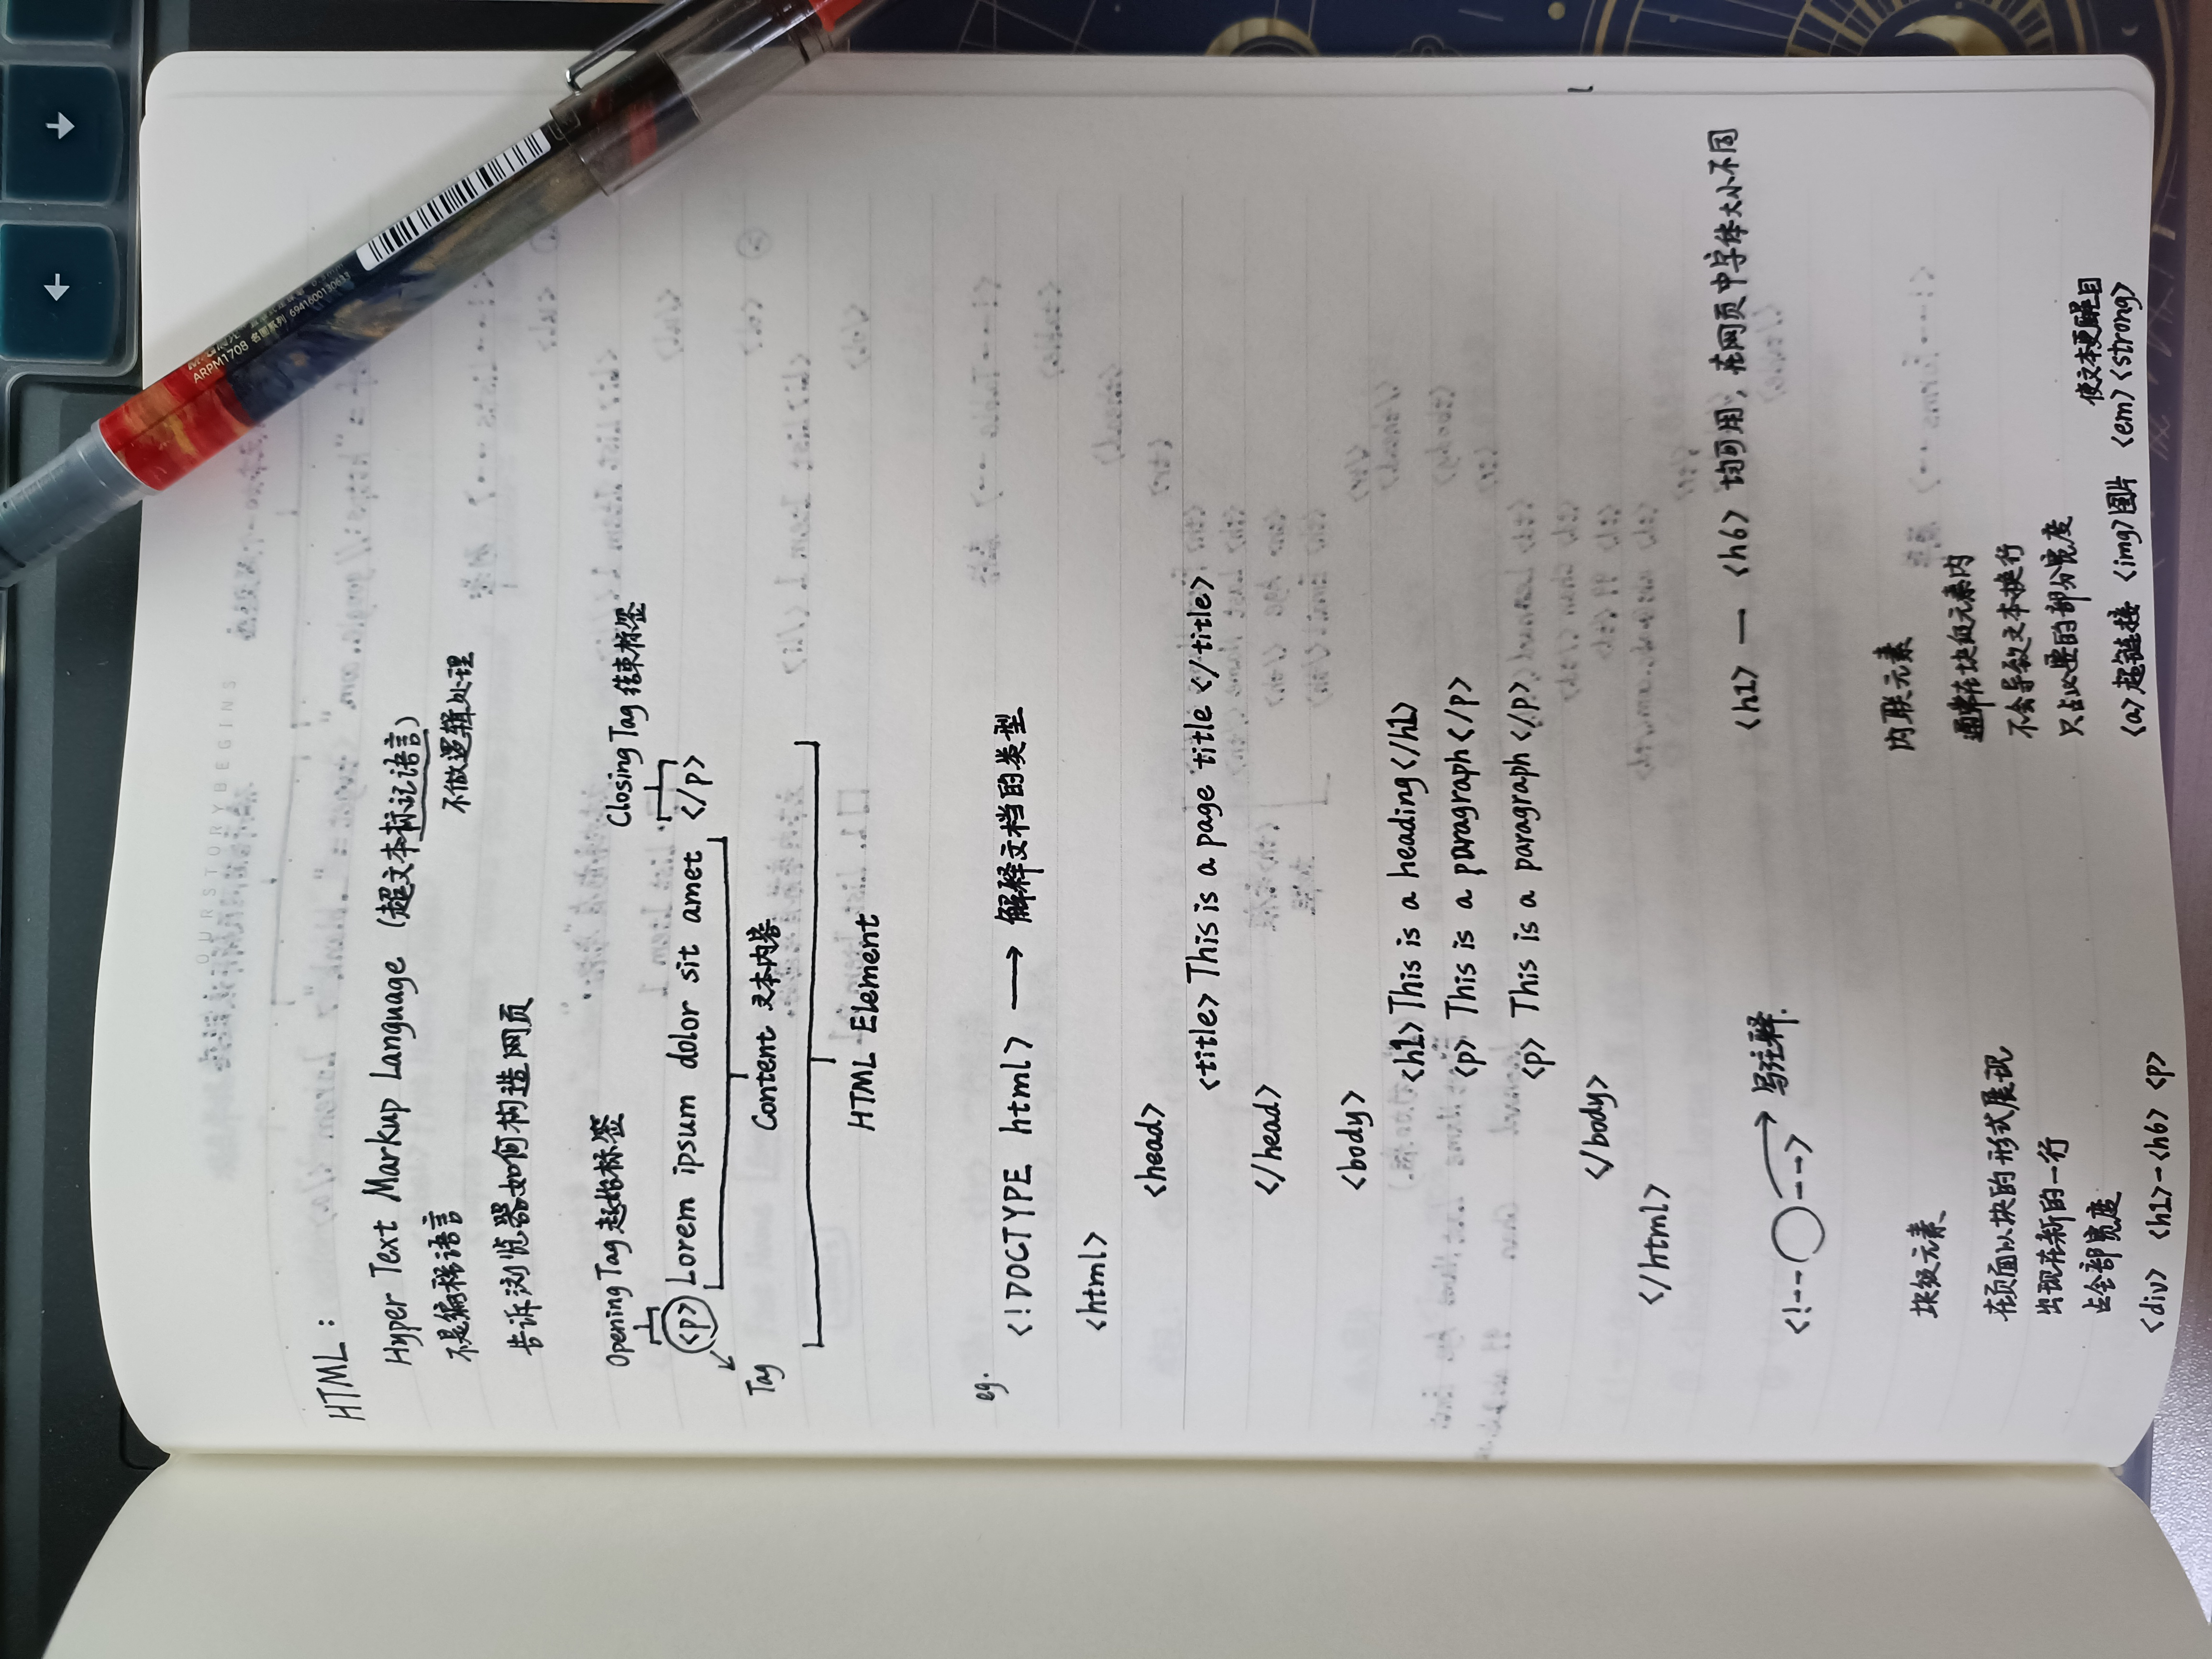 OURSTORYBEGINS
HTML:
Hyper Text Markup Language (超文本标记语言)
不是编程语言 不做逻辑处理
告诉浏览器如何构造网页
Opening Tag 起始标签 Closing Tag 结束标签
<p> Lorem ipsum dolor sit amet </p>
Tag Content 文本内容
HTML Element
eg.
<!DOCTYPE html> → 解释文档的类型
<html>
<head>
<title> This is a page title </title>
</head>
<body>
<h1> This is a heading </h1>
<p> This is a paragraph </p>
<p> This is a paragraph </p>
</body>
</html>
<h1> — <h6> 均可用，在网页中字体大小不同
<!--○--> 写注释.
块级元素、
在页面以块的形式展现
出现在新的一行
占全部宽度
<div> <h1>-<h6> <p>
内联元素
通常在块级元素内
不会导致文本换行
只占必要的部分宽度
使文本更醒目
<a>超链接 <img>图片 <em> <strong>
ARPM1708 名画系列 6941600130633